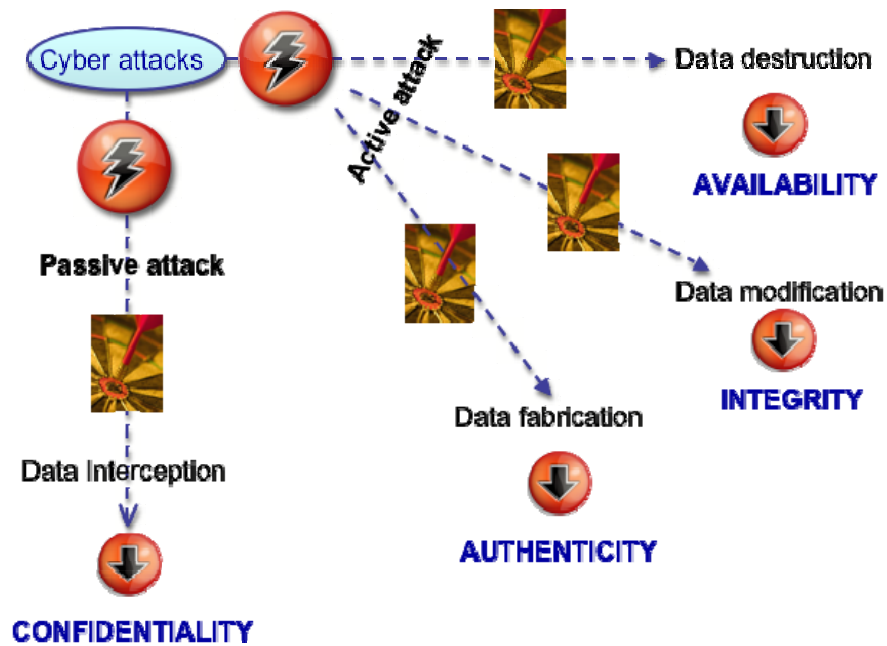 Cyber attacks
Active attack
Data destruction
AVAILABILITY
Passive attack
Data modification
INTEGRITY
Data fabrication
Data Interception
AUTHENTICITY
CONFIDENTIALITY